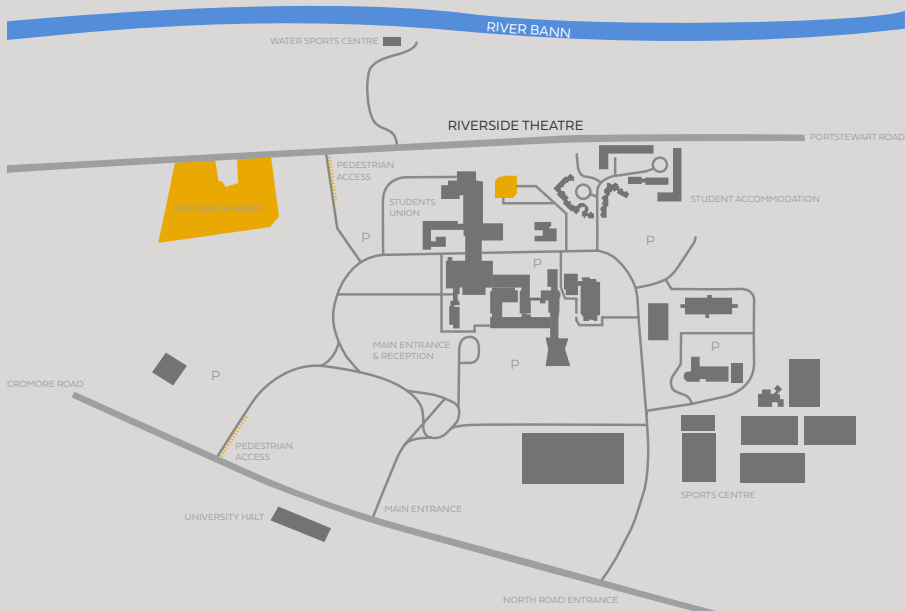 RIVER BANN
WATER SPORTS CENTRE
RIVERSIDE THEATRE
PORTSTEWART ROAD
PEDESTRIAN
ACCESS
STUDENTS
UNION
DIAMOND
STUDENT ACCOMMODATION
P
P
P
MAIN ENTRANCE
& RECEPTION
P
P
P
CROMORE ROAD
PEDESTRIAN
ACCESS
SPORTS CENTRE
MAIN ENTRANCE
UNIVERSITY HALT
NORTH ROAD ENTRANCE